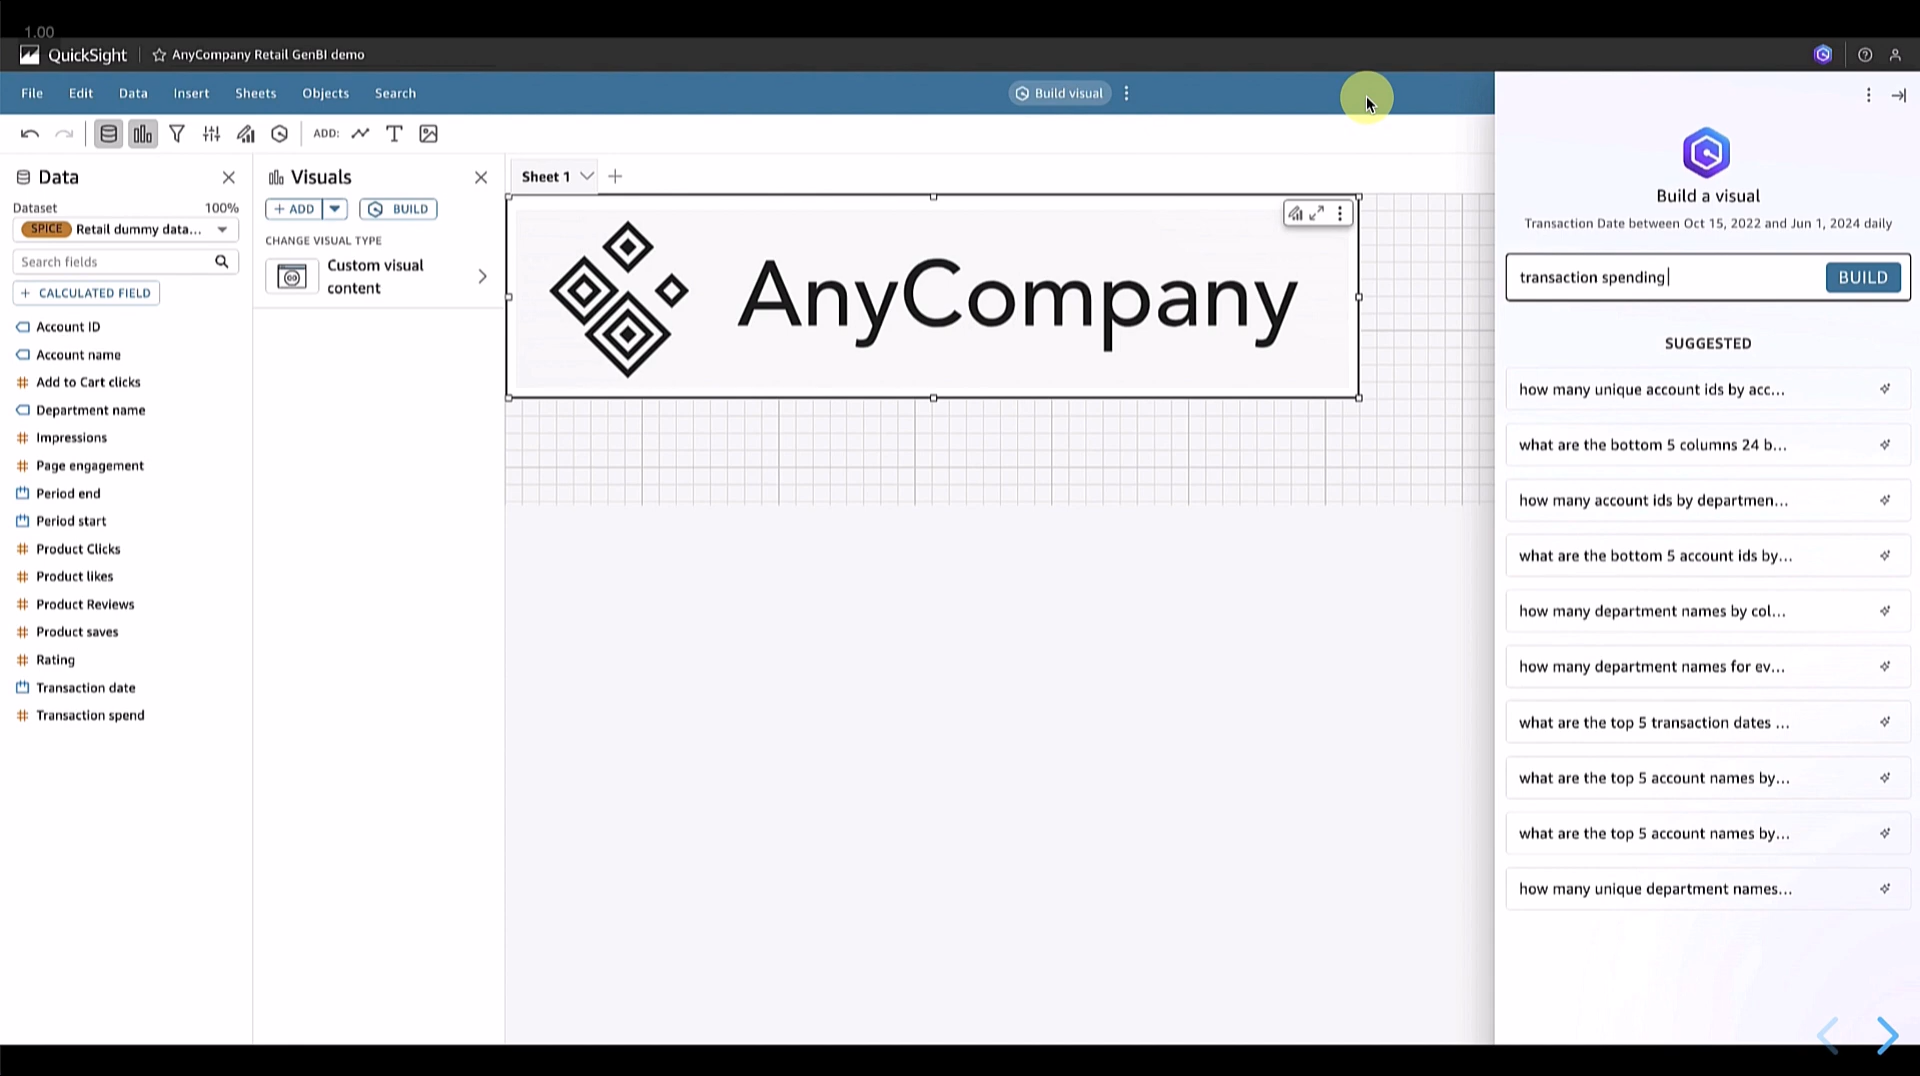 1.00
QuickSight
AnyCompany Retail GenBI demo
File Edit Data Insert Sheets Objects Search
Build visual
ADD:
Data
Dataset 100%
SPICE Retail dummy data...
Search fields
+ CALCULATED FIELD
Account ID
Account name
Add to Cart clicks
Department name
Impressions
Page engagement
Period end
Period start
Product Clicks
Product likes
Product Reviews
Product saves
Rating
Transaction date
Transaction spend
Visuals
+ ADD BUILD
CHANGE VISUAL TYPE
Custom visual
content
Sheet 1
AnyCompany
Build a visual
Transaction Date between Oct 15, 2022 and Jun 1, 2024 daily
transaction spending BUILD
SUGGESTED
how many unique account ids by acc...
what are the bottom 5 columns 24 b...
how many account ids by departmen...
what are the bottom 5 account ids by...
how many department names by col...
how many department names for ev...
what are the top 5 transaction dates ...
what are the top 5 account names by...
what are the top 5 account names by...
how many unique department names...